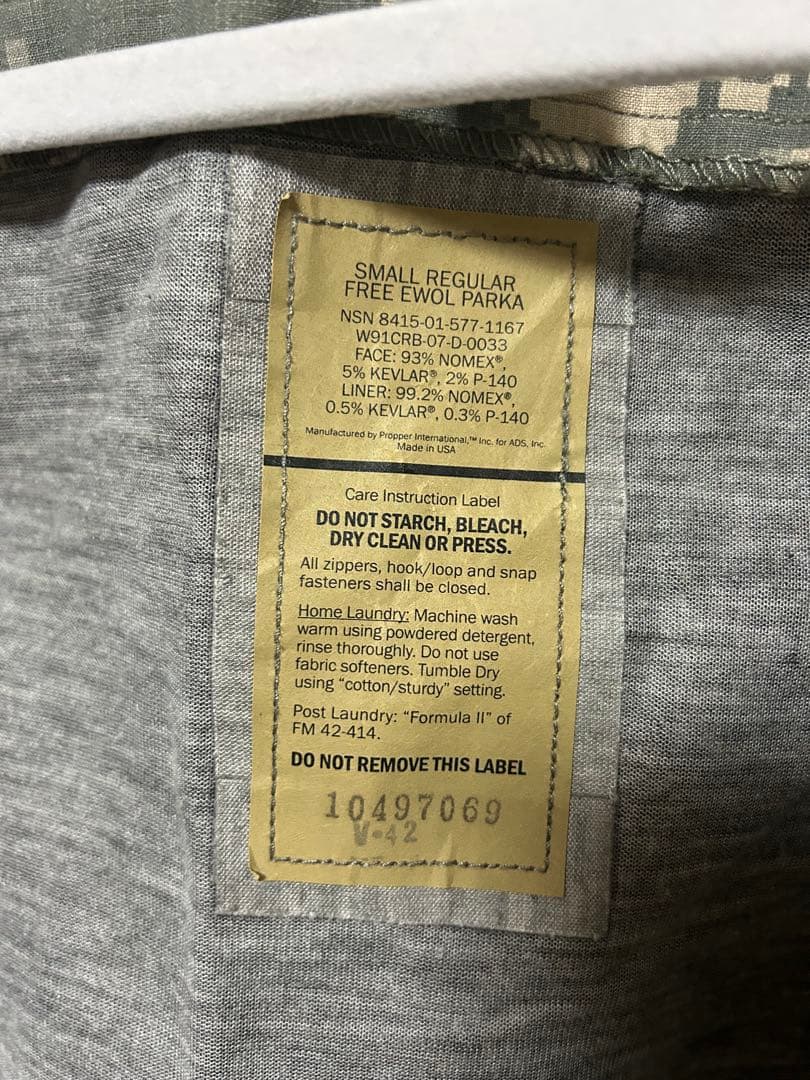 SMALL REGULAR
FREE EWOL PARKA
NSN 8415-01-577-1167
W91CRB-07-D-0033
FACE: 93% NOMEX®,
5% KEVLAR®, 2% P-140
LINER: 99.2% NOMEX®,
0.5% KEVLAR®, 0.3% P-140
Manufactured by Propper International,™ Inc. for ADS, Inc.
Made in USA
Care Instruction Label
DO NOT STARCH, BLEACH,
DRY CLEAN OR PRESS.
All zippers, hook/loop and snap
fasteners shall be closed.
Home Laundry: Machine wash
warm using powdered detergent,
rinse thoroughly. Do not use
fabric softeners. Tumble Dry
using “cotton/sturdy” setting.
Post Laundry: “Formula II” of
FM 42-414.
DO NOT REMOVE THIS LABEL
10497069
V-42